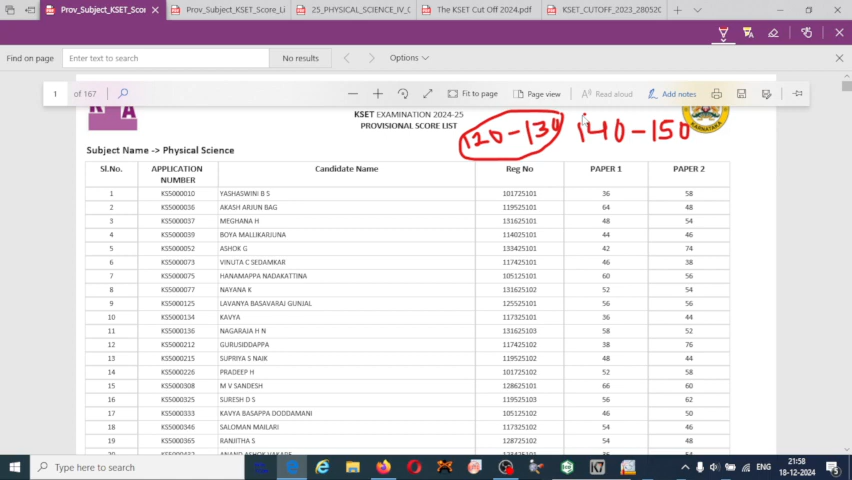 Prov_Subject_KSET_Scor
Prov_Subject_KSET_Score_Li
25_PHYSICAL_SCIENCE_IV_C
The KSET Cut Off 2024.pdf
KSET_CUTOFF_2023_28052C
Find on page
Enter text to search
No results
Options
1 of 167
Fit to page
Page view
Read aloud
Add notes
K A
KARNATAKA
KSET EXAMINATION 2024-25
PROVISIONAL SCORE LIST
120-130 140-150
Subject Name -> Physical Science
Sl.No. APPLICATION NUMBER Candidate Name Reg No PAPER 1 PAPER 2
1 KS5000010 YASHASWINI B S 101725101 36 58
2 KS5000036 AKASH ARJUN BAG 119525101 64 48
3 KS5000037 MEGHANA H 131625101 48 54
4 KS5000039 BOYA MALLIKARJUNA 114025101 44 46
5 KS5000052 ASHOK G 133425101 42 74
6 KS5000073 VINUTA C SEDAMKAR 117425101 46 38
7 KS5000075 HANAMAPPA NADAKATTINA 105125101 60 56
8 KS5000077 NAYANA K 131625102 52 54
9 KS5000125 LAVANYA BASAVARAJ GUNJAL 125525101 56 56
10 KS5000134 KAVYA 117325101 36 44
11 KS5000136 NAGARAJA H N 131625103 58 52
12 KS5000212 GURUSIDDAPPA 117425102 38 76
13 KS5000215 SUPRIYA S NAIK 119525102 48 44
14 KS5000226 PRADEEP H 101725102 52 58
15 KS5000308 M V SANDESH 128625101 66 60
16 KS5000325 SURESH D S 119525103 56 62
17 KS5000333 KAVYA BASAPPA DODDAMANI 105125102 46 50
18 KS5000346 SALOMAN MAILARI 117325102 54 46
19 KS5000365 RANJITHA S 128725102 54 48
Type here to search
ENG
21:58
18-12-2024